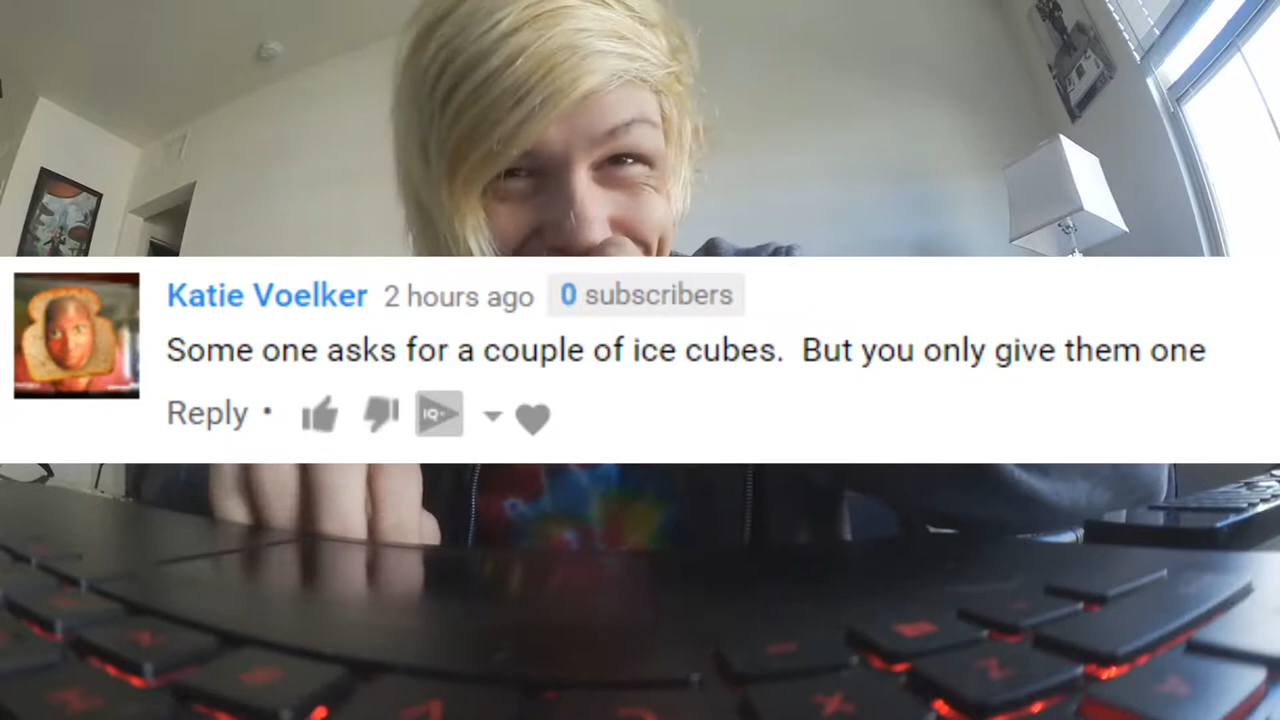 Katie Voelker 2 hours ago 0 subscribers
Some one asks for a couple of ice cubes.  But you only give them one
Reply •
IQ+
Z
X